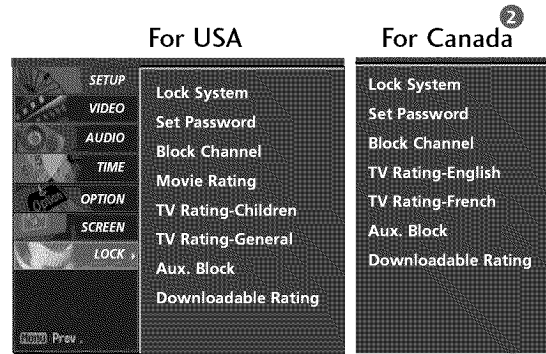 2
For USA
For Canada
SETUP
VIDEO
AUDIO
TIME
OPTION
SCREEN
LOCK
Menu Prev.
Lock System
Set Password
Block Channel
Movie Rating
TV Rating-Children
TV Rating-General
Aux. Block
Downloadable Rating
Lock System
Set Password
Block Channel
TV Rating-English
TV Rating-French
Aux. Block
Downloadable Rating